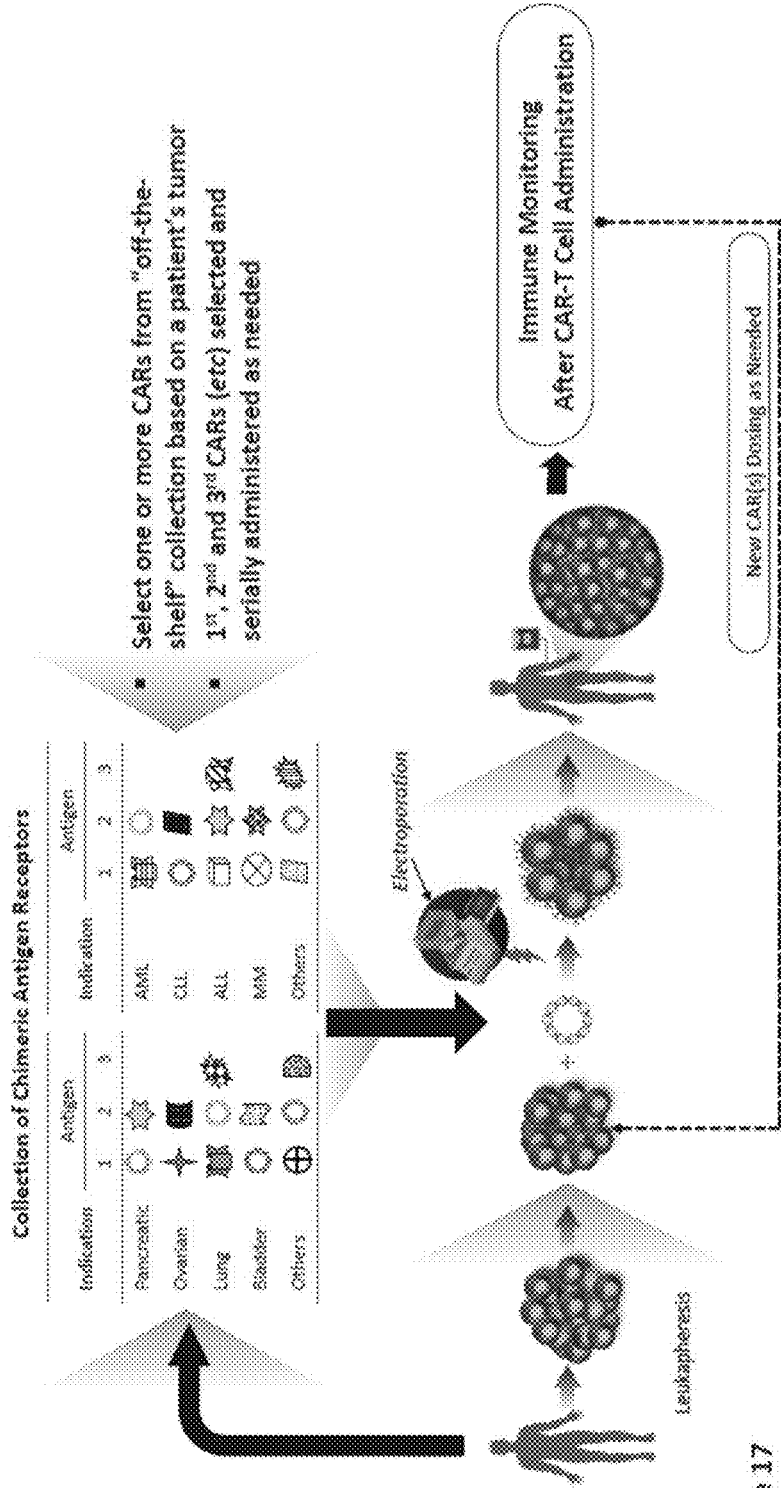 Collection of Chimeric Antigen Receptors
Indication Antigen Indication Antigen
1 2 3 1 2 3
Pancreatic AML
Ovarian CLL
Lung ALL
Bladder MM
Others Others
▪ Select one or more CARs from "off-the-
shelf" collection based on a patient's tumor
▪ 1st, 2nd and 3rd CARs (etc) selected and
serially administered as needed
Electroporation
+
Leukapheresis
Immune Monitoring
After CAR-T Cell Administration
New CAR(s) Dosing as Needed
17